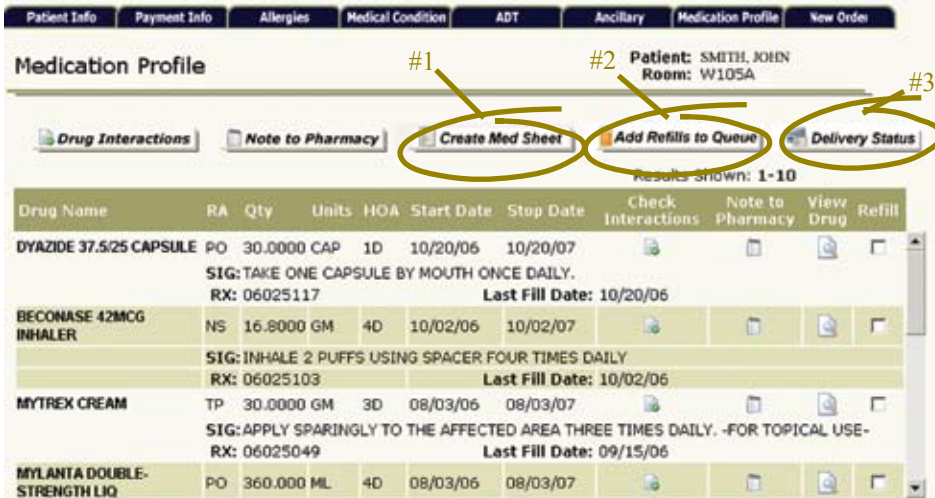 Patient Info Payment Info Allergies Medical Condition ADT Ancillary Medication Profile New Order
Medication Profile
Patient: SMITH, JOHN
Room: W105A
#1 #2 #3
Drug Interactions Note to Pharmacy Create Med Sheet Add Refills to Queue Delivery Status
Results Shown: 1-10
Drug Name RA Qty Units HOA Start Date Stop Date Check Interactions Note to Pharmacy View Drug Refill
DYAZIDE 37.5/25 CAPSULE PO 30.0000 CAP 1D 10/20/06 10/20/07
SIG: TAKE ONE CAPSULE BY MOUTH ONCE DAILY.
RX: 06025117 Last Fill Date: 10/20/06
BECONASE 42MCG INHALER NS 16.8000 GM 4D 10/02/06 10/02/07
SIG: INHALE 2 PUFFS USING SPACER FOUR TIMES DAILY
RX: 06025103 Last Fill Date: 10/02/06
MYTREX CREAM TP 30.0000 GM 3D 08/03/06 08/03/07
SIG: APPLY SPARINGLY TO THE AFFECTED AREA THREE TIMES DAILY. -FOR TOPICAL USE-
RX: 06025049 Last Fill Date: 09/15/06
MYLANTA DOUBLE-STRENGTH LIQ PO 360.000 ML 4D 08/03/06 08/03/07